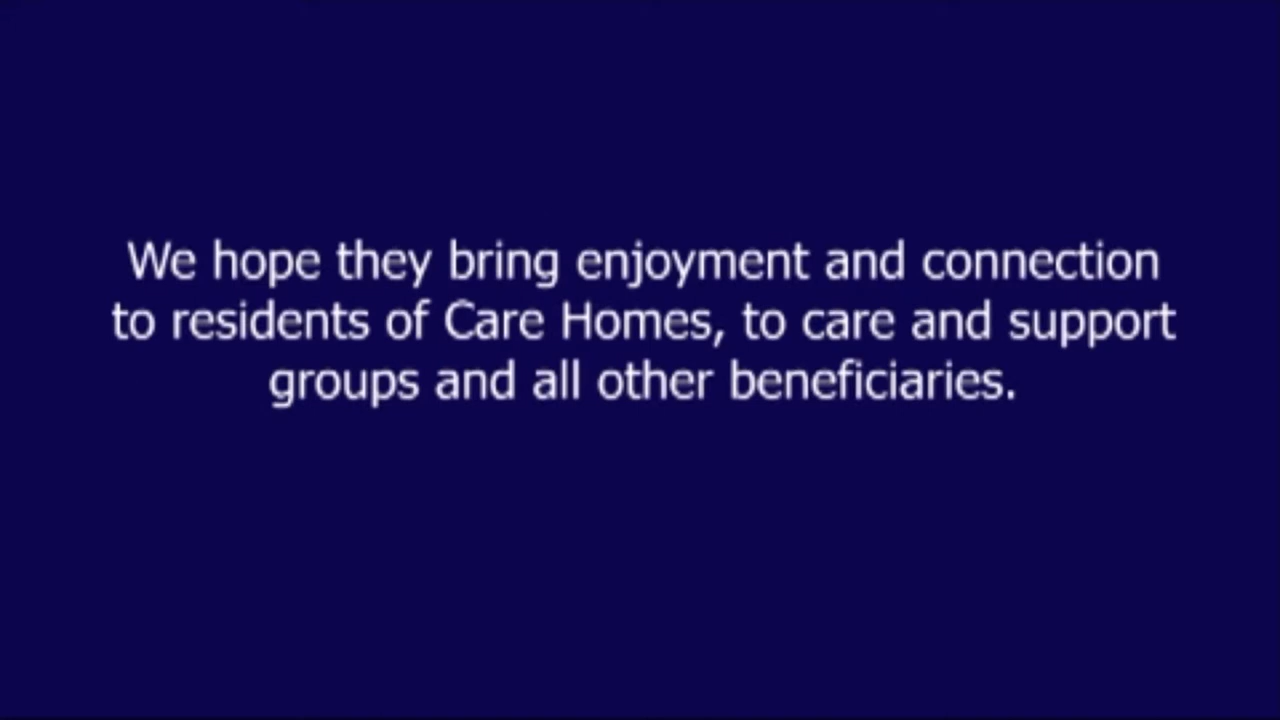 We hope they bring enjoyment and connection
to residents of Care Homes, to care and support
groups and all other beneficiaries.